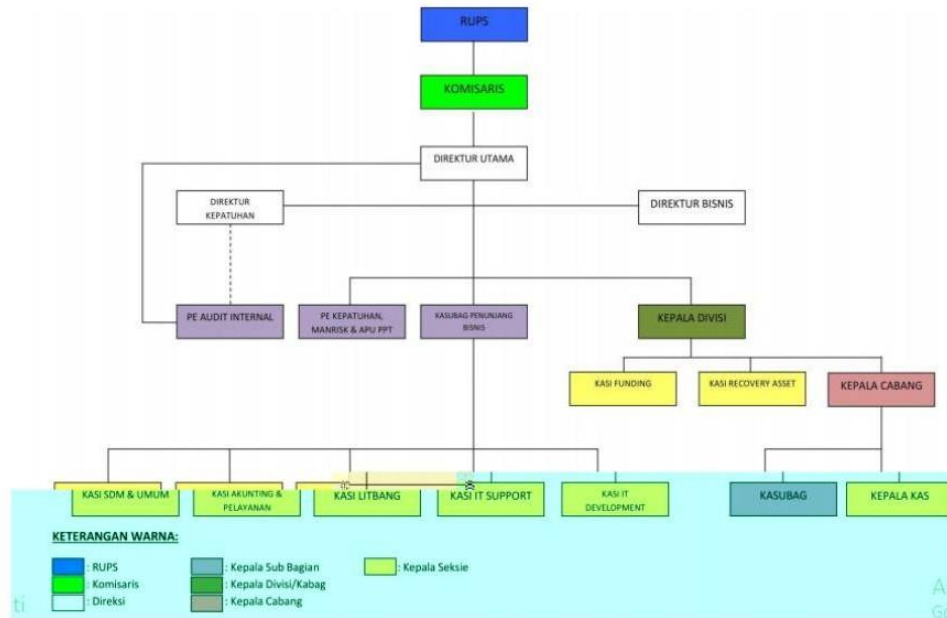 RUPS
KOMISARIS
DIREKTUR UTAMA
DIREKTUR
KEPATUHAN
DIREKTUR BISNIS
PE AUDIT INTERNAL
PE KEPATUHAN,
MANRISK & APU PPT
KASUBAG PENUNJANG
BISNIS
KEPALA DIVISI
KASI FUNDING
KASI RECOVERY ASSET
KEPALA CABANG
KASI SDM & UMUM
KASI AKUNTING &
PELAYANAN
KASI LITBANG
KASI IT SUPPORT
KASI IT
DEVELOPMENT
KASUBAG
KEPALA KAS
KETERANGAN WARNA:
: RUPS
: Komisaris
: Direksi
: Kepala Sub Bagian
: Kepala Divisi/Kabag
: Kepala Cabang
: Kepala Seksie
ti